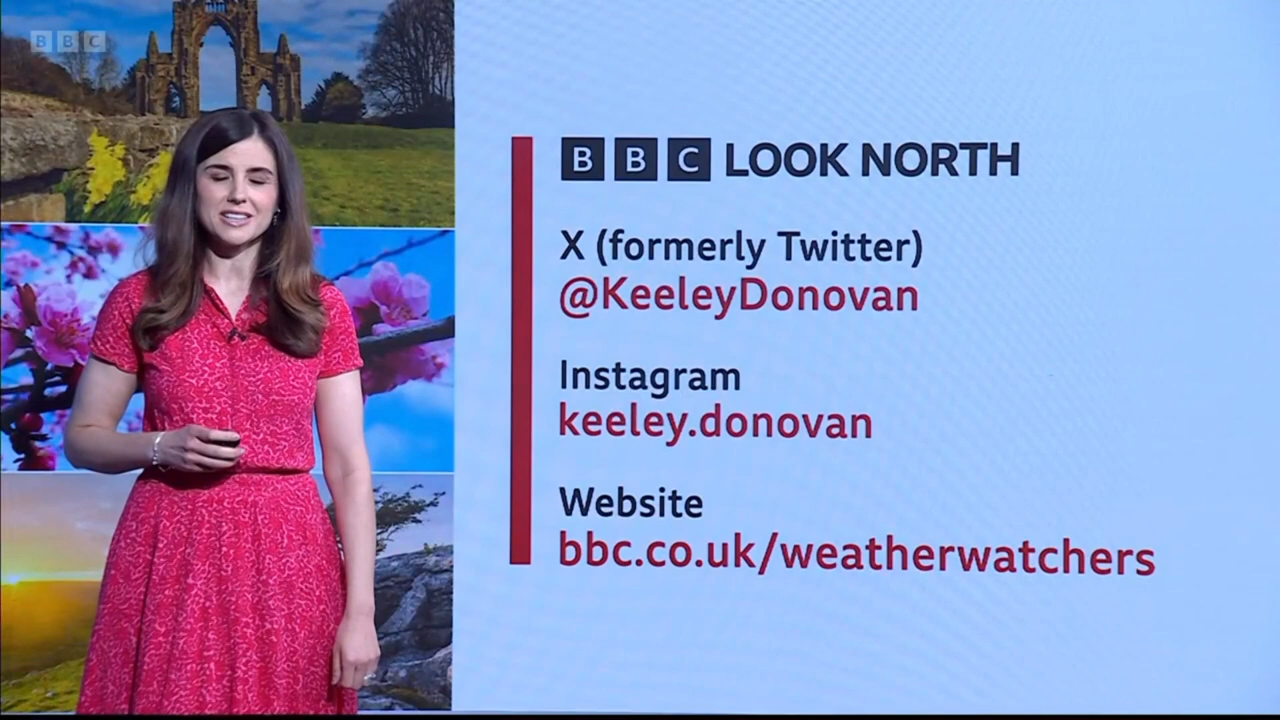 BBC
BBC LOOK NORTH
X (formerly Twitter)
@KeeleyDonovan
Instagram
keeley.donovan
Website
bbc.co.uk/weatherwatchers